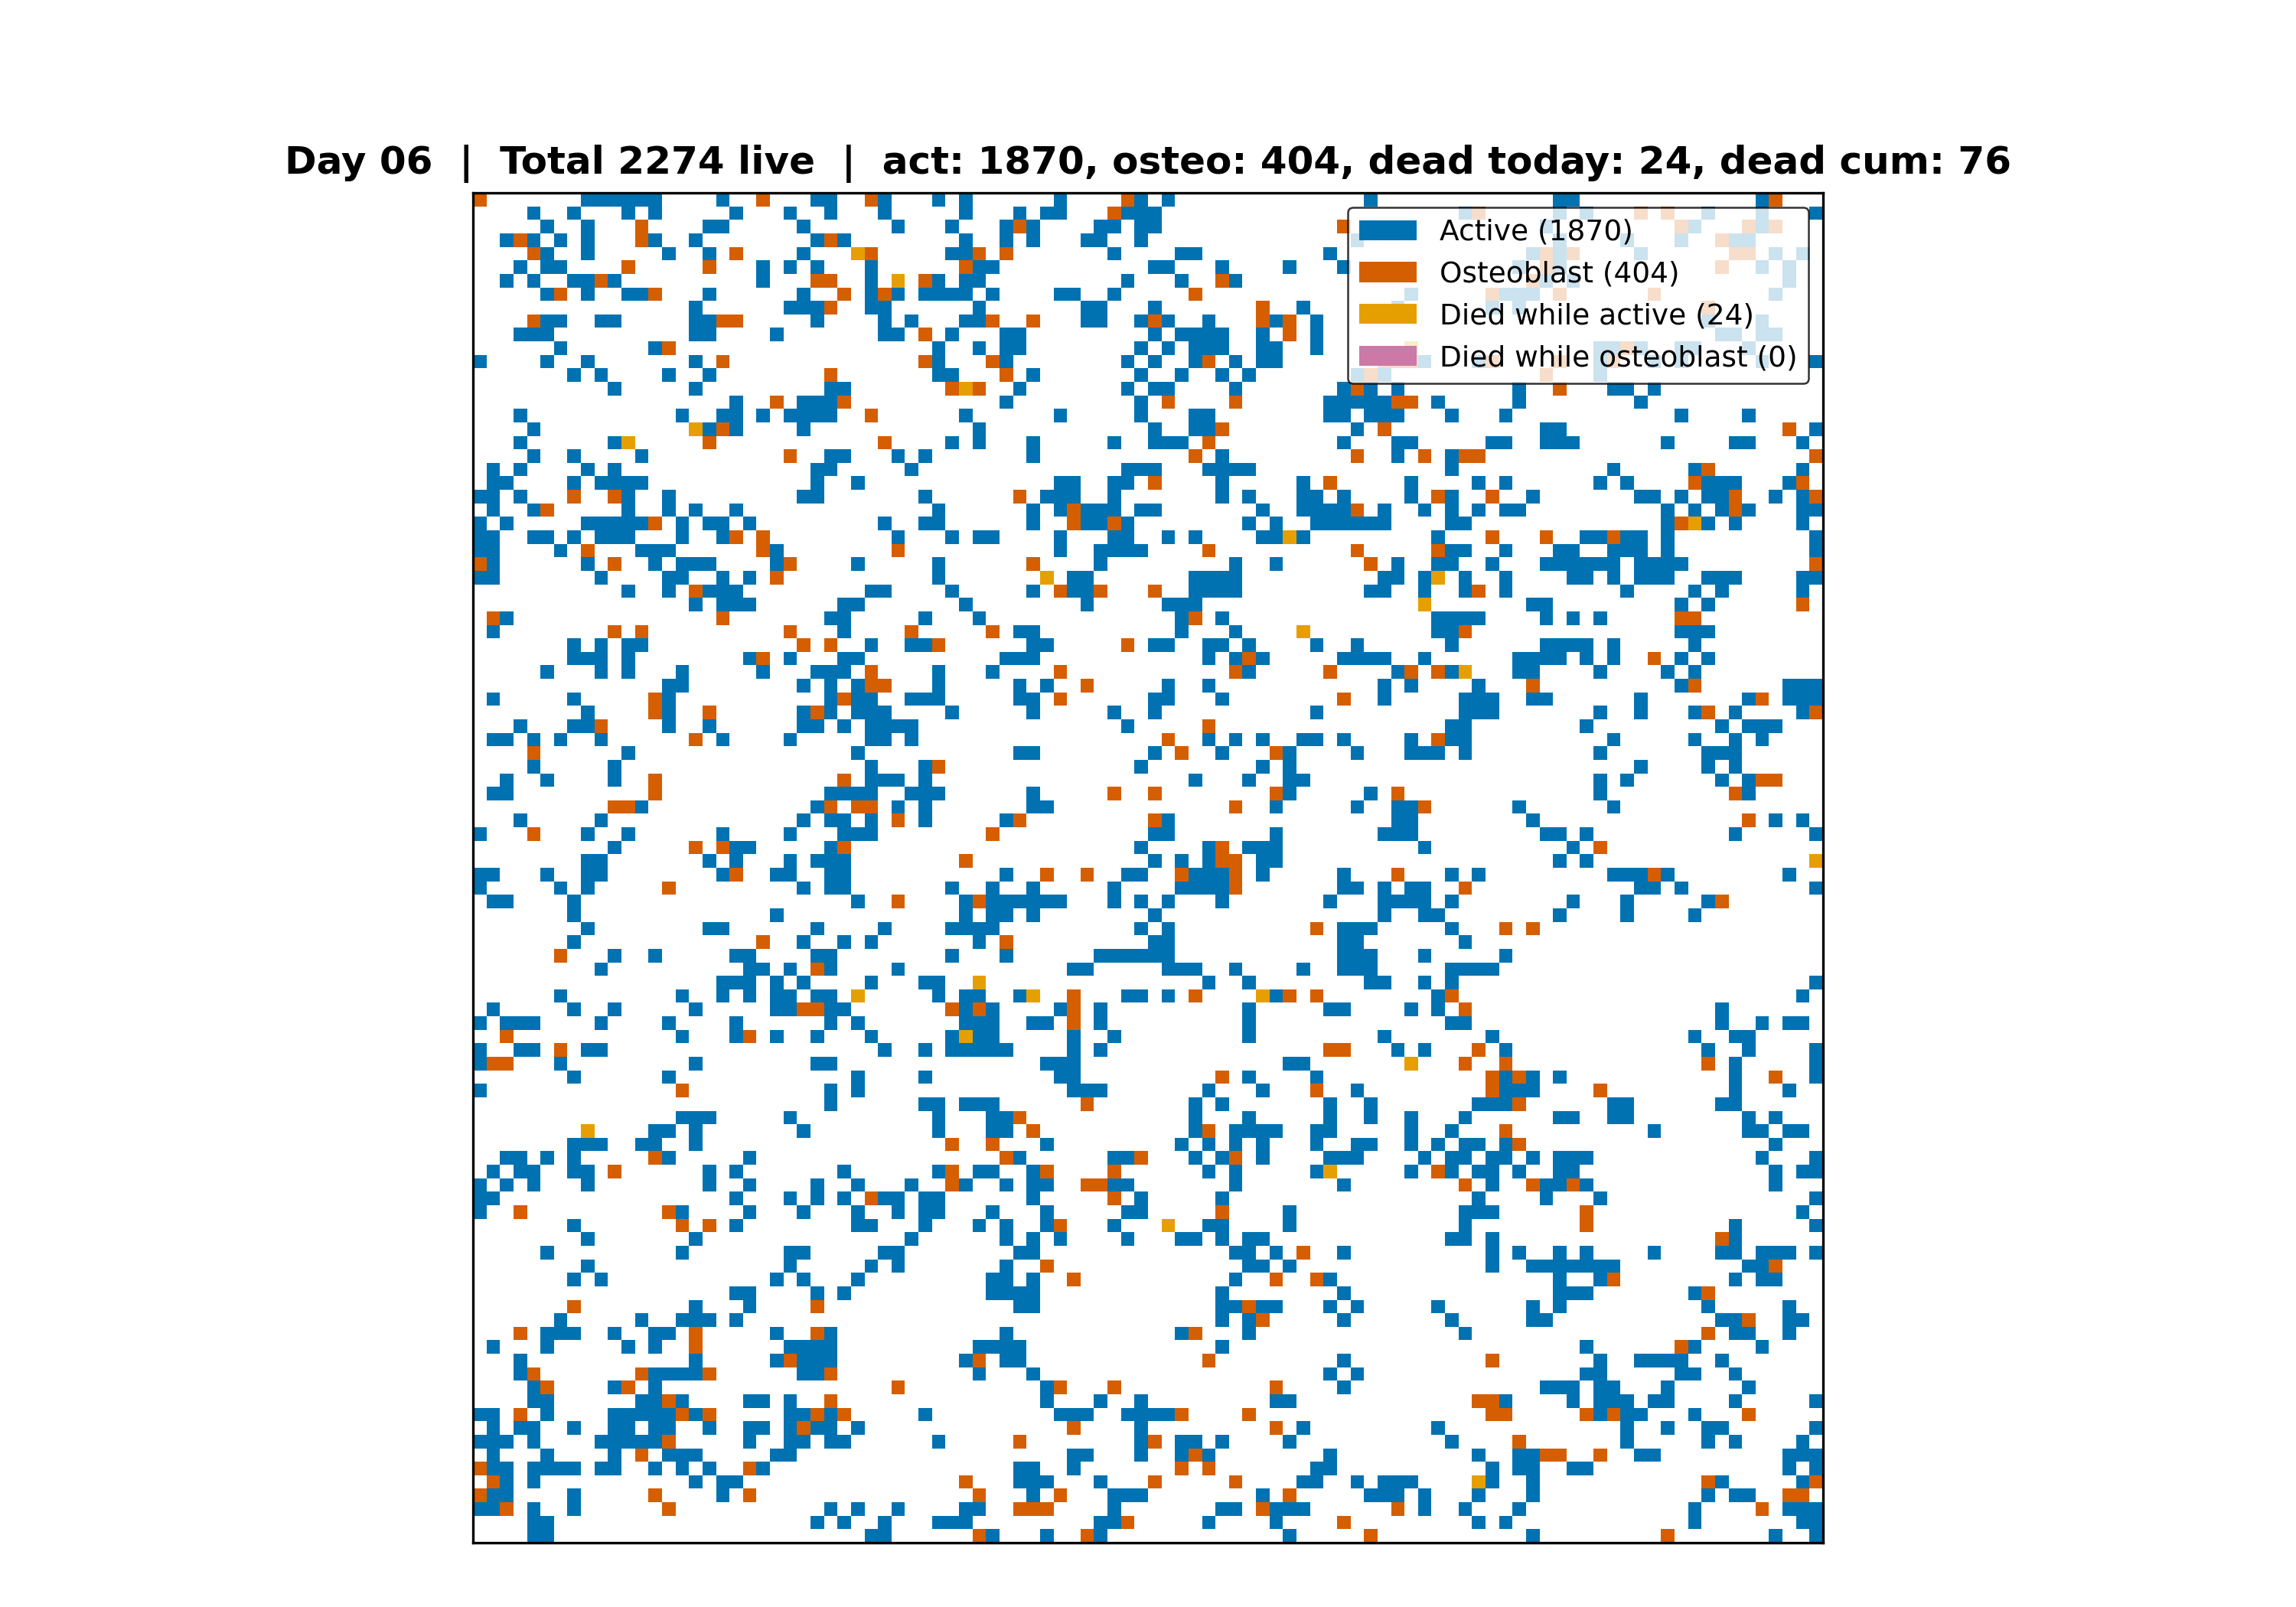 Day 06 | Total 2274 live | act: 1870, osteo: 404, dead today: 24, dead cum: 76
Active (1870)
Osteoblast (404)
Died while active (24)
Died while osteoblast (0)